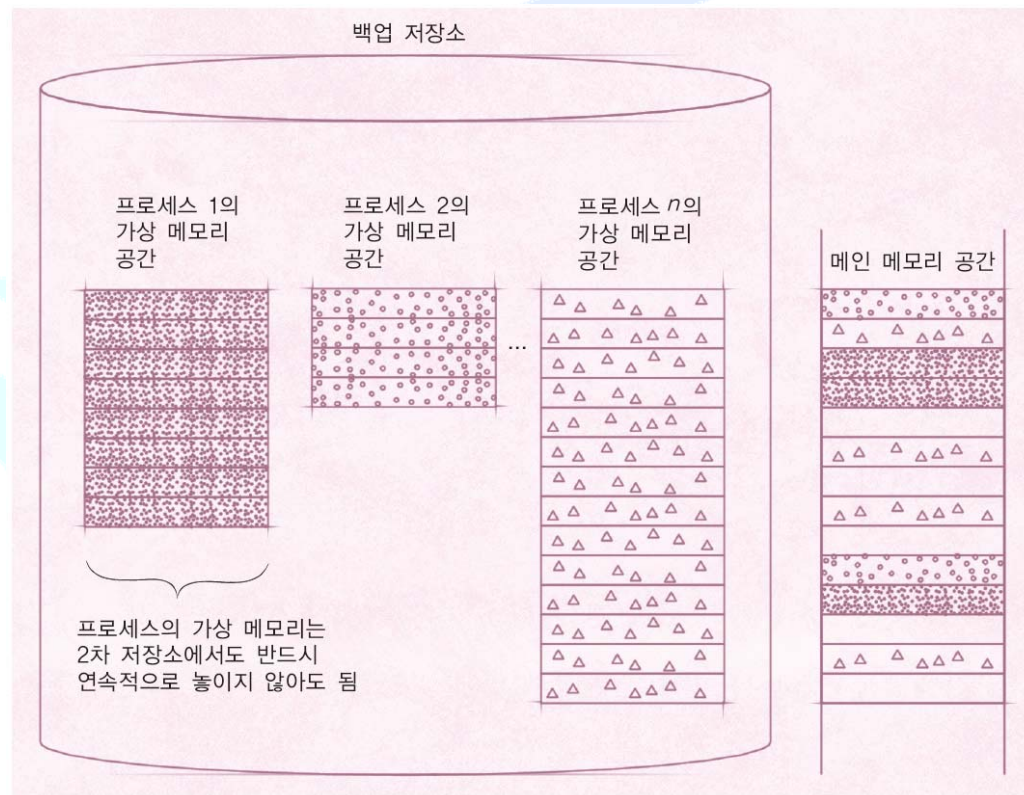 백업 저장소
프로세스 1의
가상 메모리
공간
프로세스 2의
가상 메모리
공간
...
프로세스 n의
가상 메모리
공간
메인 메모리 공간
프로세스의 가상 메모리는
2차 저장소에서도 반드시
연속적으로 놓이지 않아도 됨